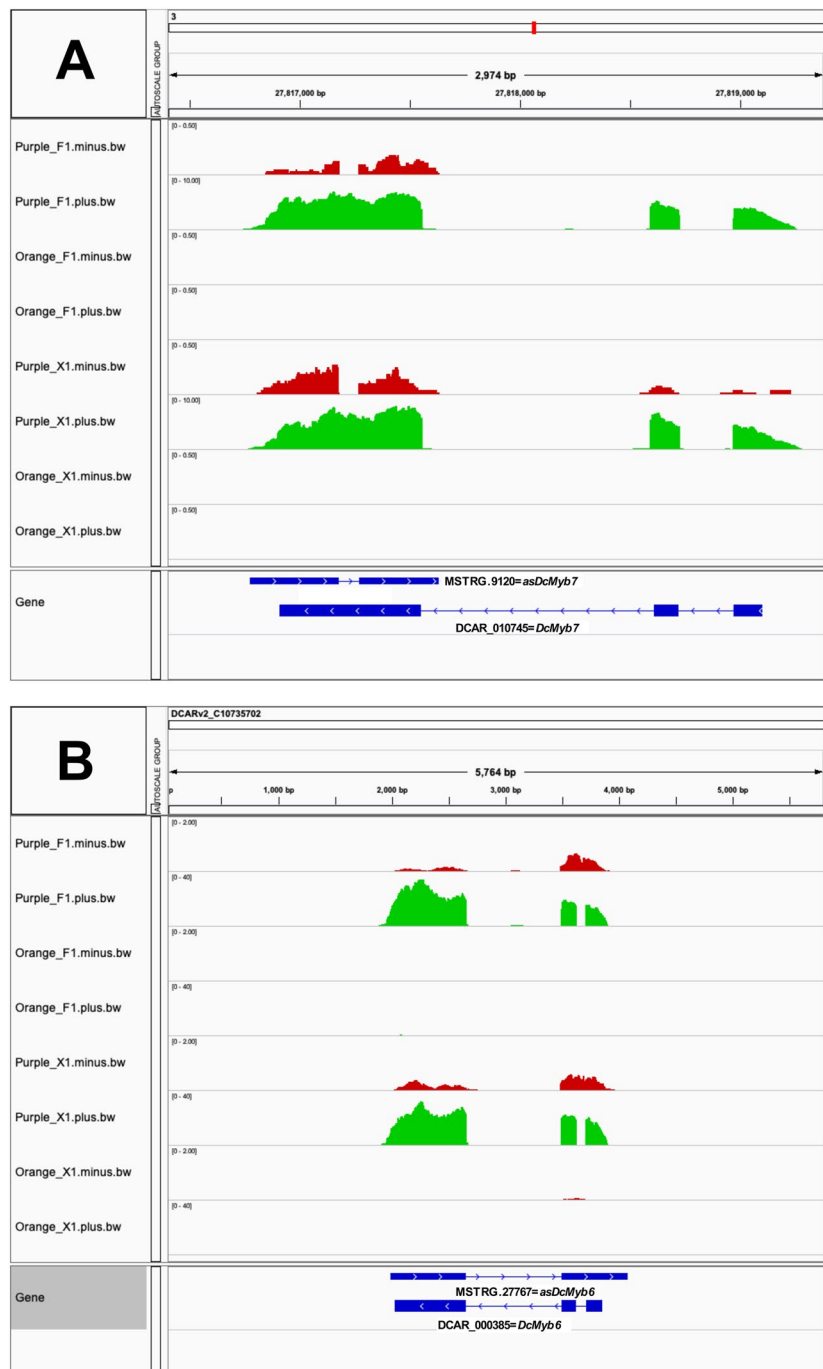 A
AUTOSCALE GROUP
3
2,974 bp
27,817,000 bp 27,818,000 bp 27,819,000 bp
[0 - 0.50]
Purple_F1.minus.bw
[0 - 10.00]
Purple_F1.plus.bw
[0 - 0.50]
Orange_F1.minus.bw
[0 - 0.50]
Orange_F1.plus.bw
[0 - 0.50]
Purple_X1.minus.bw
[0 - 10.00]
Purple_X1.plus.bw
[0 - 0.50]
Orange_X1.minus.bw
[0 - 0.50]
Orange_X1.plus.bw
MSTRG.9120=asDcMyb7
Gene
DCAR_010745=DcMyb7
B
AUTOSCALE GROUP
DCARv2_C10735702
5,764 bp
p 1,000 bp 2,000 bp 3,000 bp 4,000 bp 5,000 bp
[0 - 2.00]
Purple_F1.minus.bw
[0 - 40]
Purple_F1.plus.bw
[0 - 2.00]
Orange_F1.minus.bw
[0 - 40]
Orange_F1.plus.bw
[0 - 2.00]
Purple_X1.minus.bw
[0 - 40]
Purple_X1.plus.bw
[0 - 2.00]
Orange_X1.minus.bw
[0 - 40]
Orange_X1.plus.bw
MSTRG.27767=asDcMyb6
Gene
DCAR_000385=DcMyb6